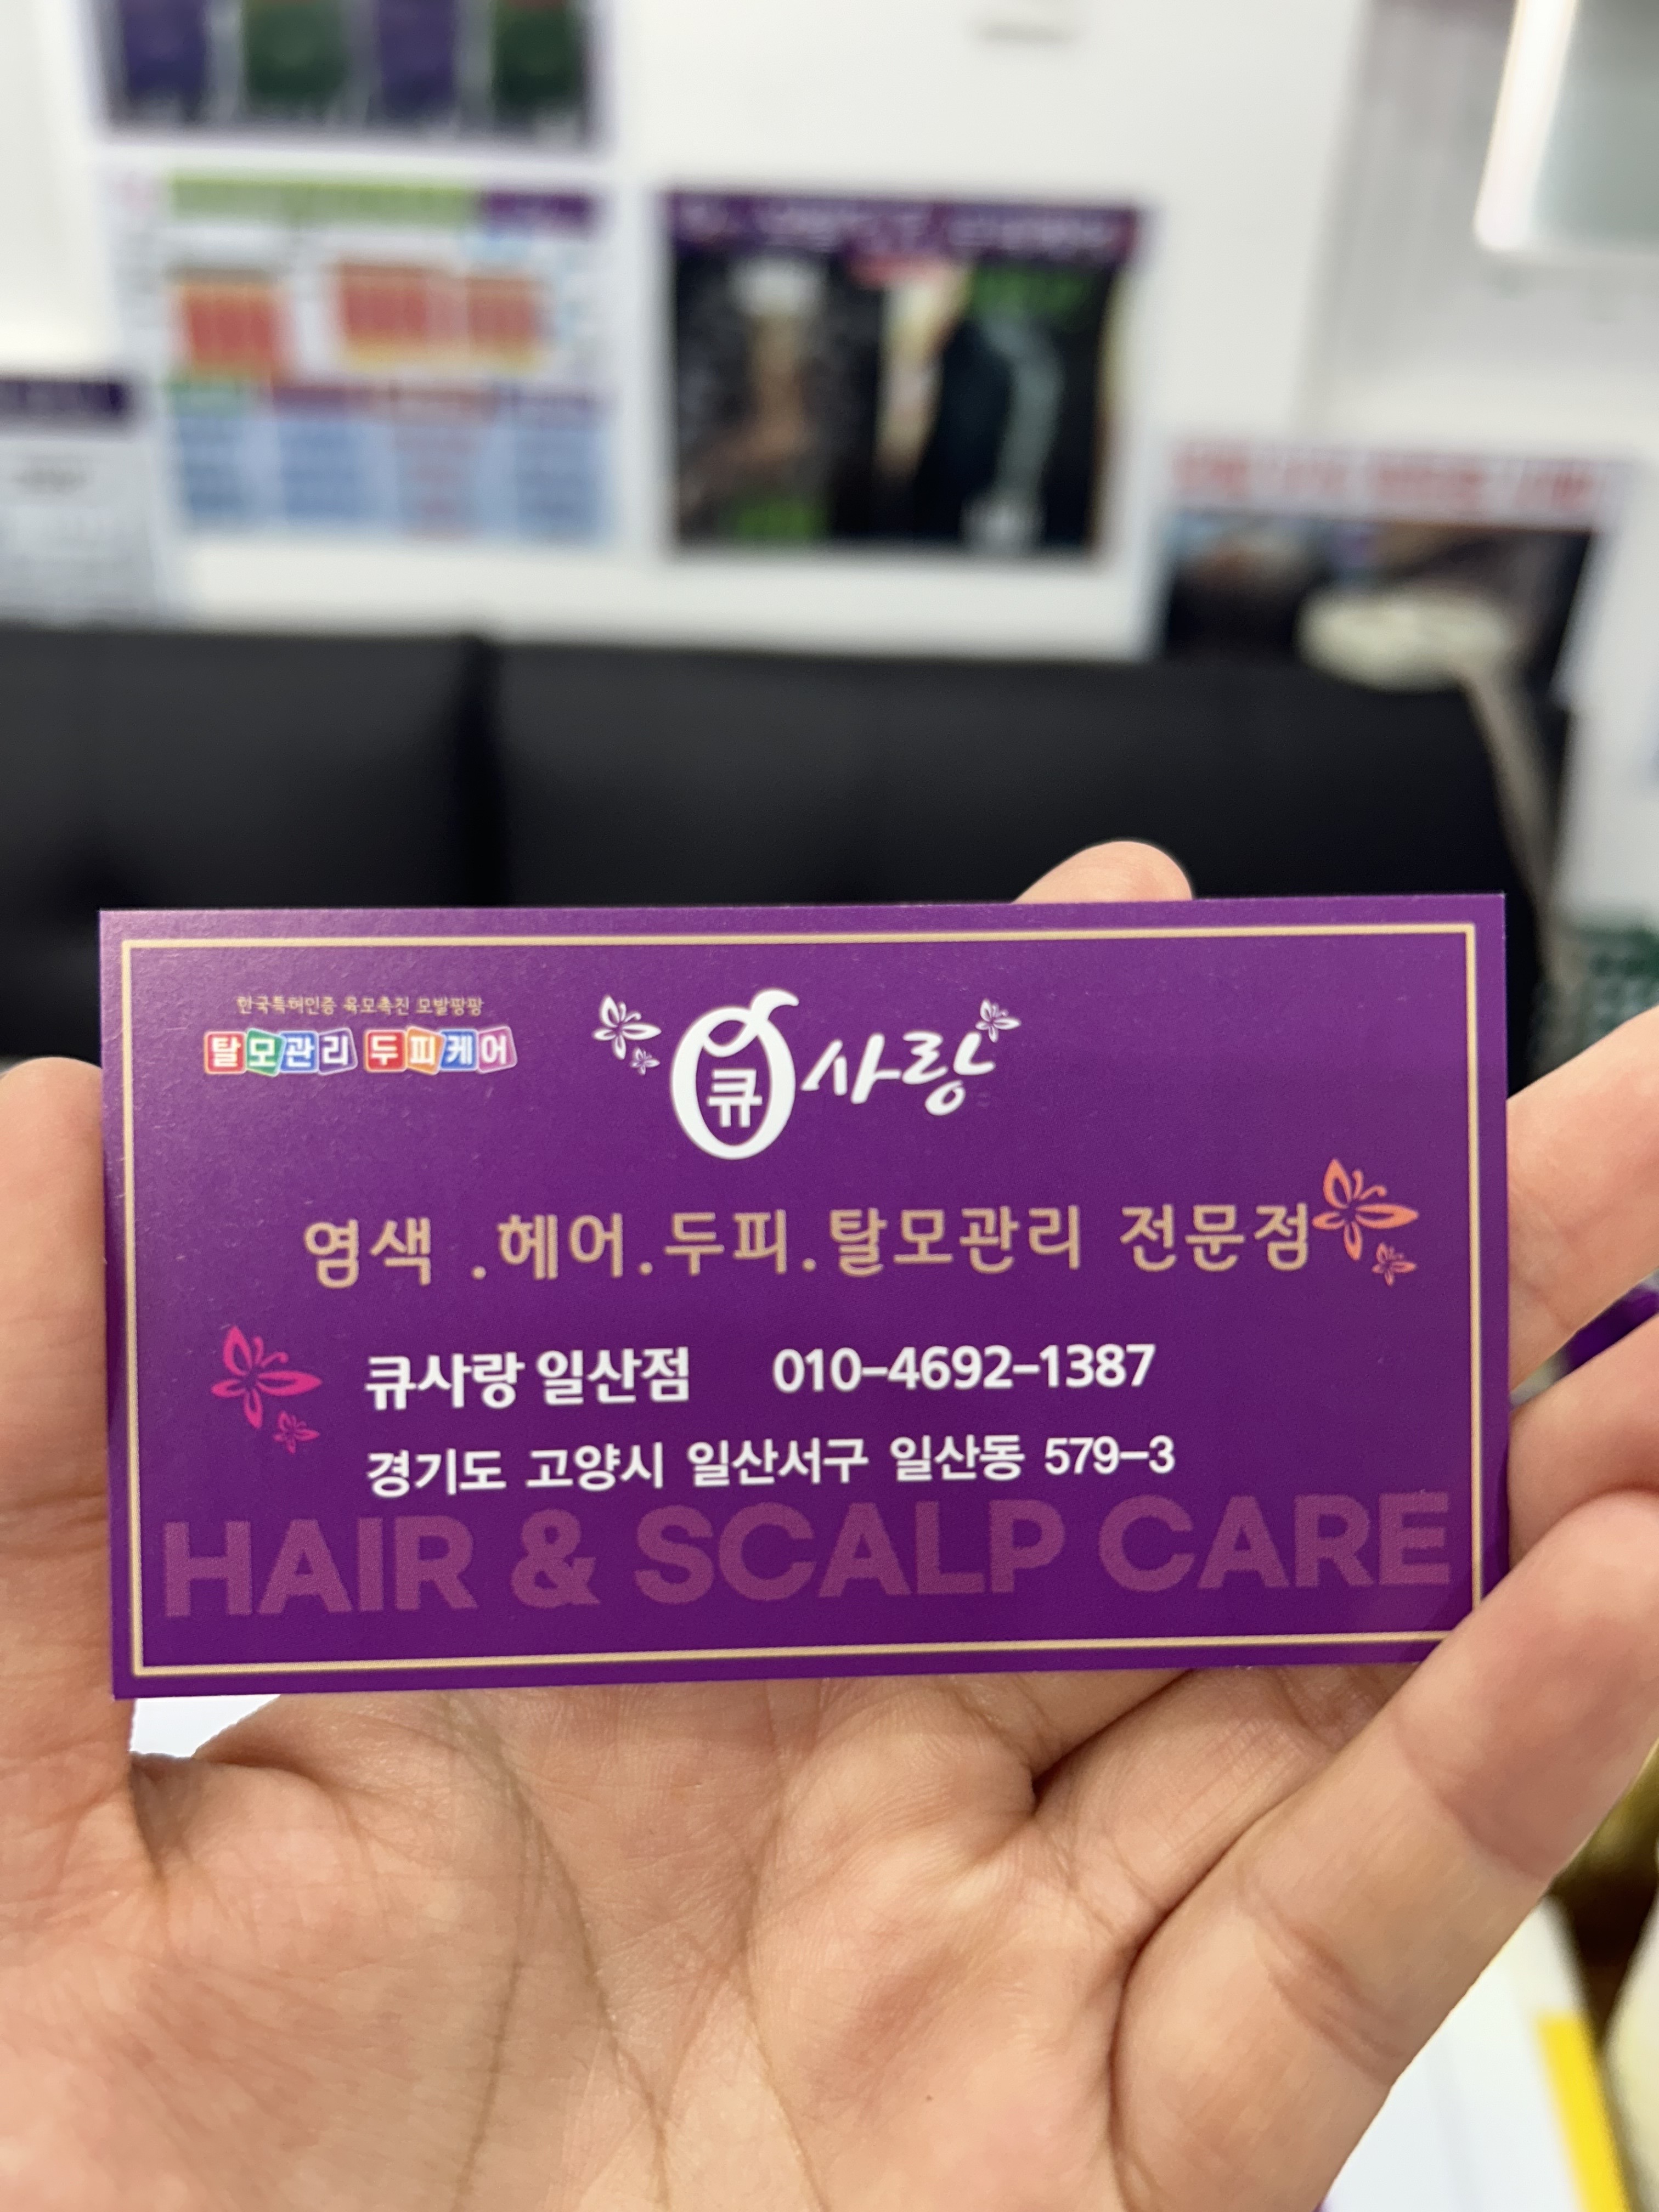 한국특허인증 육모촉진 모발팡팡
탈모관리 두피케어
큐사랑
염색 .헤어.두피.탈모관리 전문점
큐사랑 일산점 010-4692-1387
경기도 고양시 일산서구 일산동 579-3
HAIR & SCALP CARE